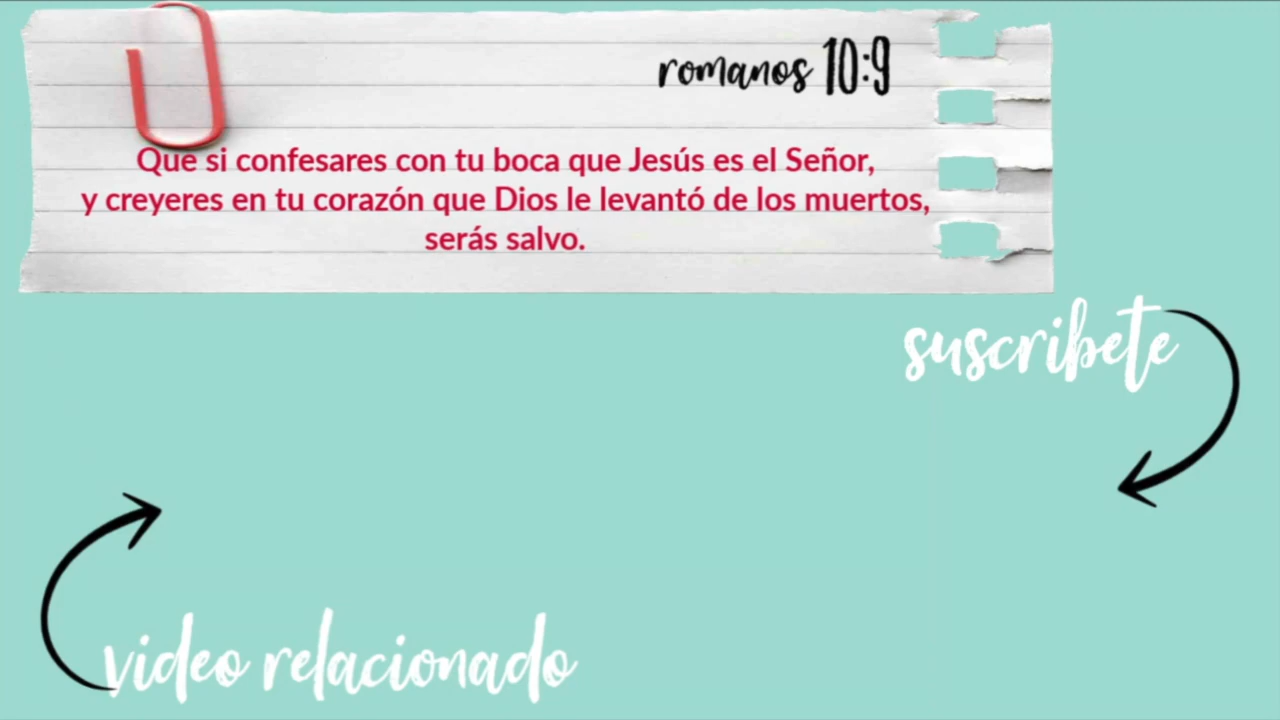 romanos 10:9
Que si confesares con tu boca que Jesús es el Señor,
y creyeres en tu corazón que Dios le levantó de los muertos,
serás salvo.
suscribete
video relacionado